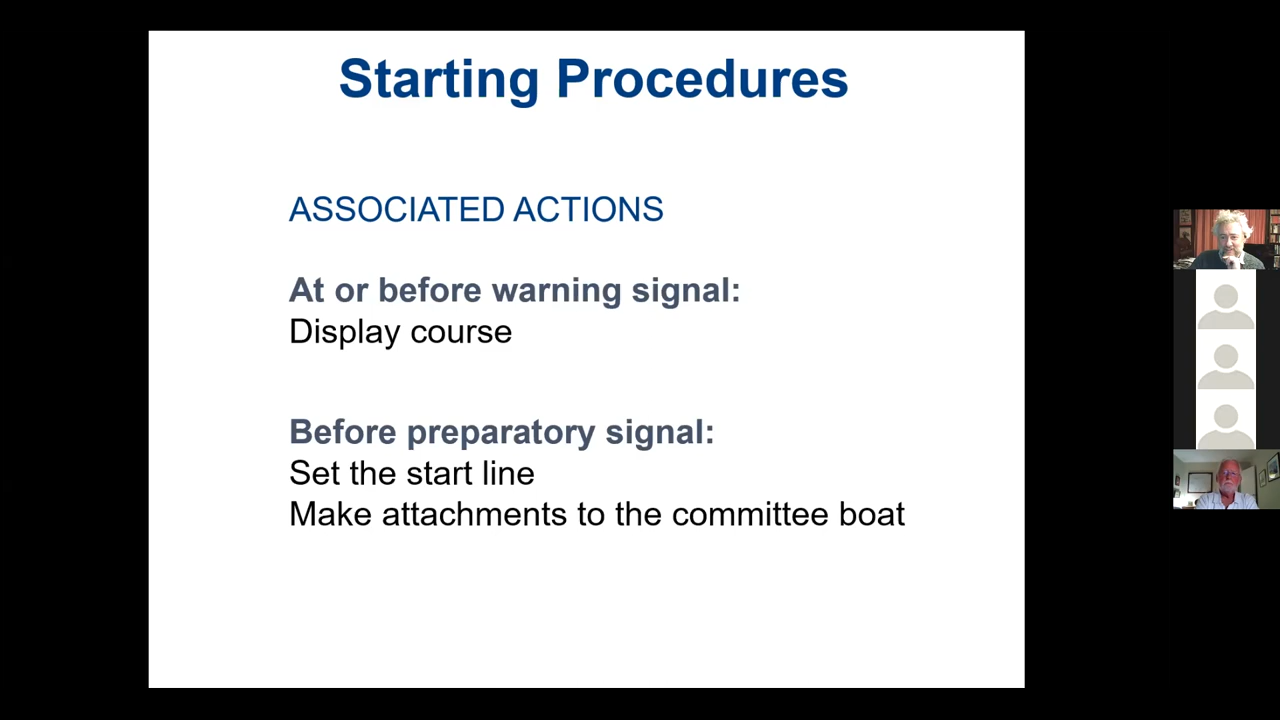 Starting Procedures
ASSOCIATED ACTIONS
At or before warning signal:
Display course
Before preparatory signal:
Set the start line
Make attachments to the committee boat